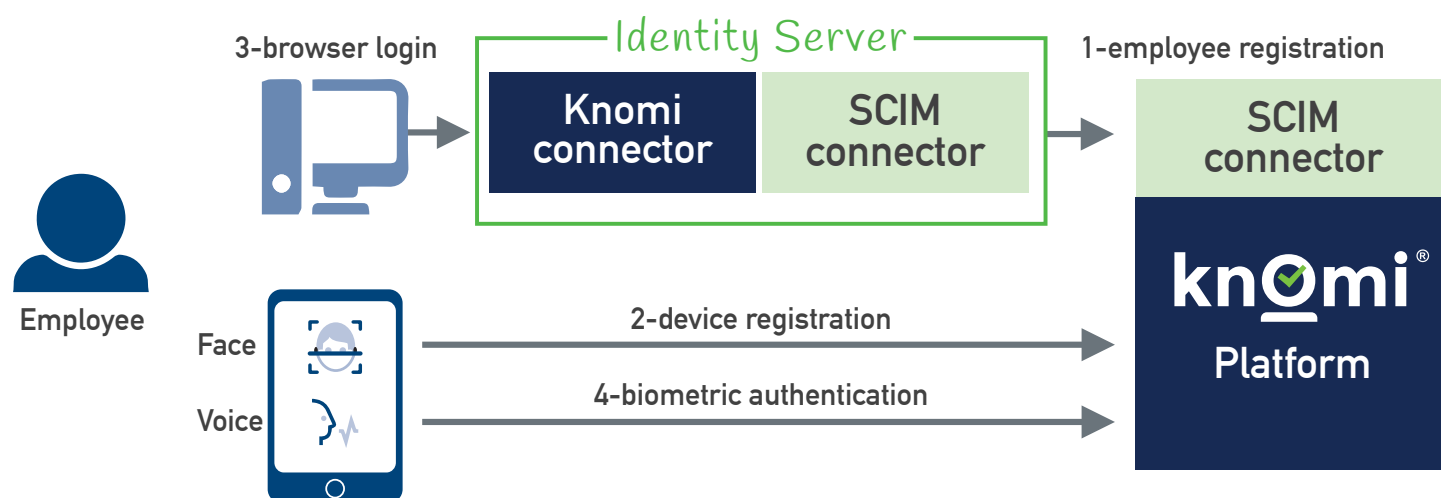 Identity Server
3-browser login
1-employee registration
Knomi
connector
SCIM
connector
SCIM
connector
knomi®
Platform
Employee
Face
Voice
2-device registration
4-biometric authentication